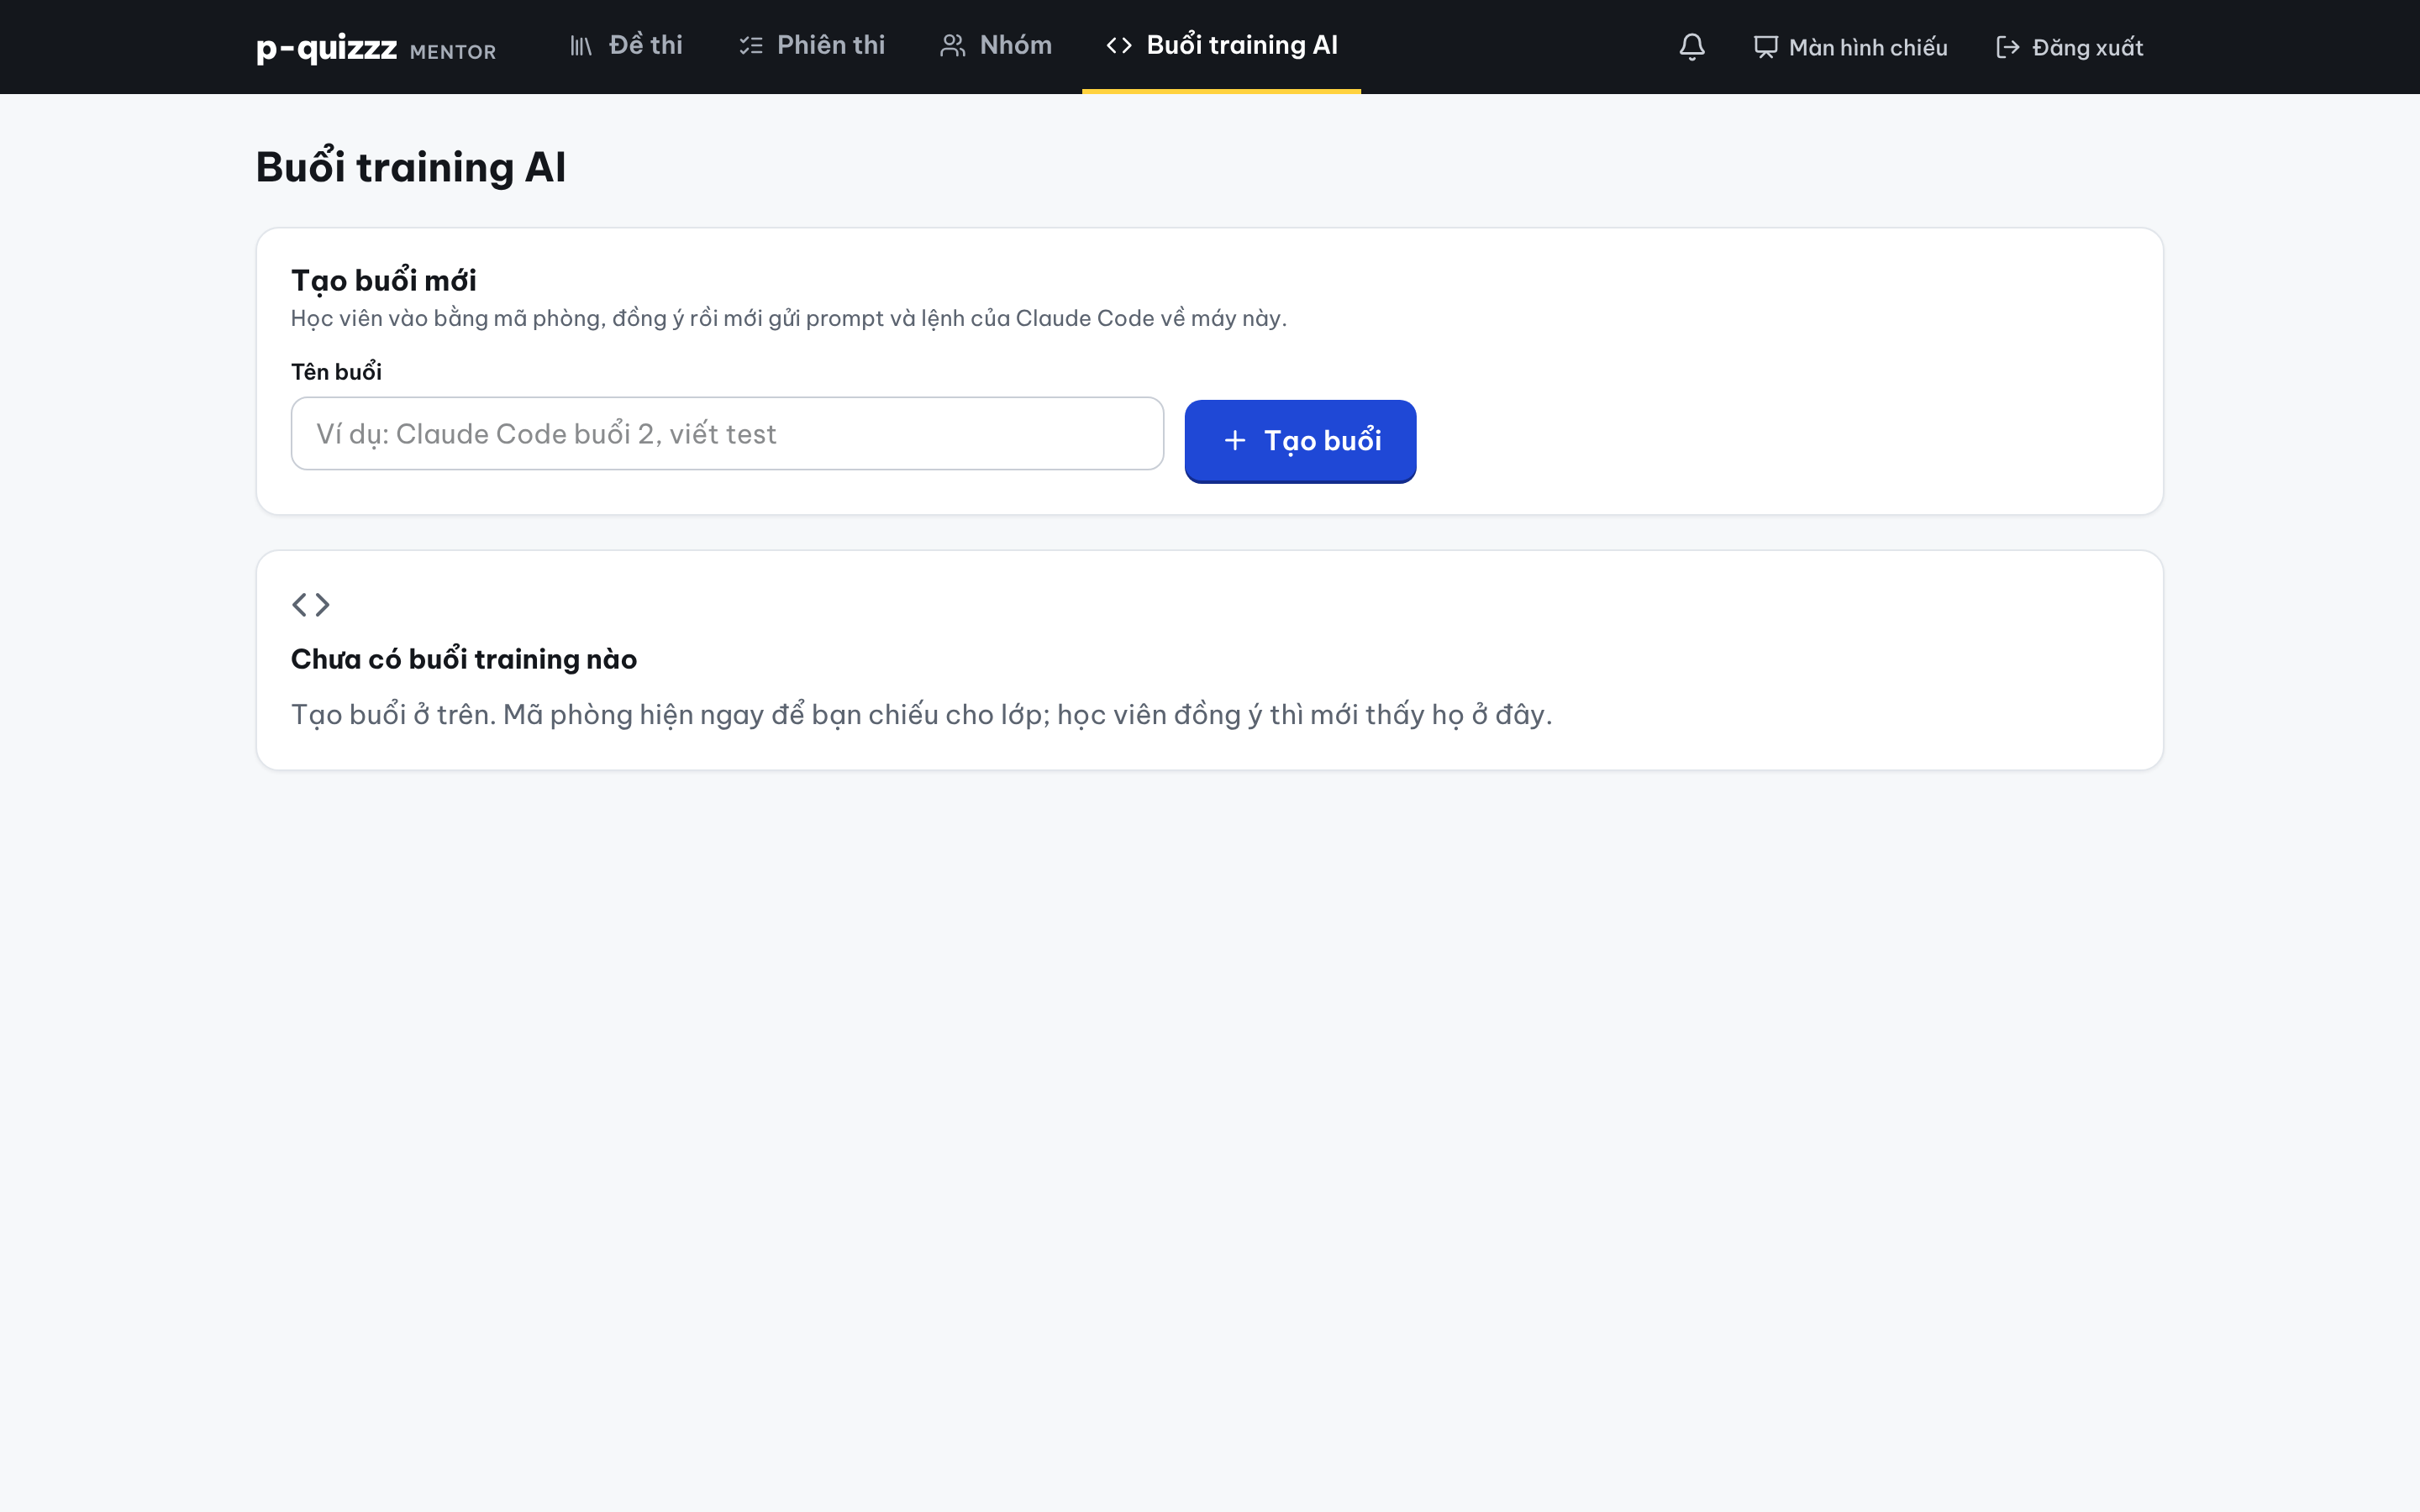 p-quizzz MENTOR
Đề thi
Phiên thi
Nhóm
Buổi training AI
Màn hình chiếu
Đăng xuất
Buổi training AI
Tạo buổi mới
Học viên vào bằng mã phòng, đồng ý rồi mới gửi prompt và lệnh của Claude Code về máy này.
Tên buổi
Ví dụ: Claude Code buổi 2, viết test
Tạo buổi
Chưa có buổi training nào
Tạo buổi ở trên. Mã phòng hiện ngay để bạn chiếu cho lớp; học viên đồng ý thì mới thấy họ ở đây.